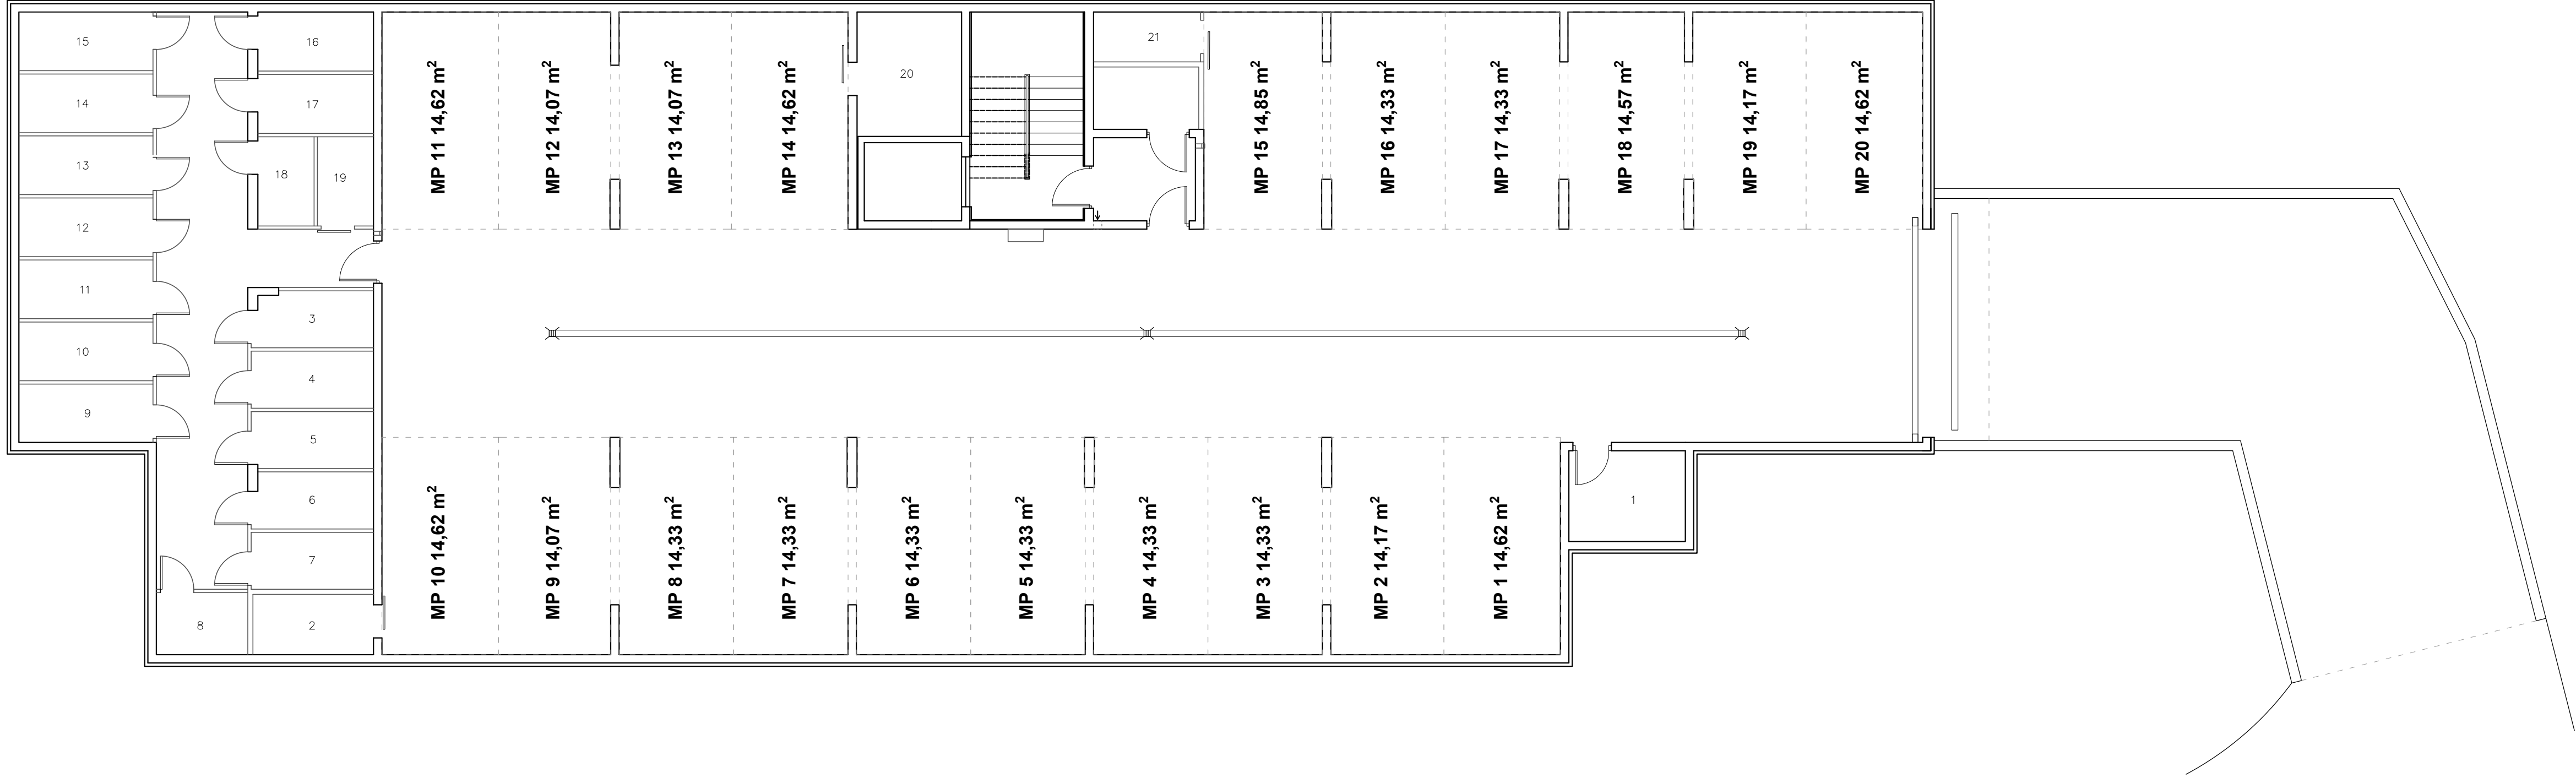 15
16
14
17
13
18
19
12
11
10
9
3
4
5
6
7
8
2
MP 11 14,62 m²
MP 12 14,07 m²
MP 13 14,07 m²
MP 14 14,62 m²
20
21
MP 15 14,85 m²
MP 16 14,33 m²
MP 17 14,33 m²
MP 18 14,57 m²
MP 19 14,17 m²
MP 20 14,62 m²
MP 10 14,62 m²
MP 9 14,07 m²
MP 8 14,33 m²
MP 7 14,33 m²
MP 6 14,33 m²
MP 5 14,33 m²
MP 4 14,33 m²
MP 3 14,33 m²
MP 2 14,17 m²
MP 1 14,62 m²
1